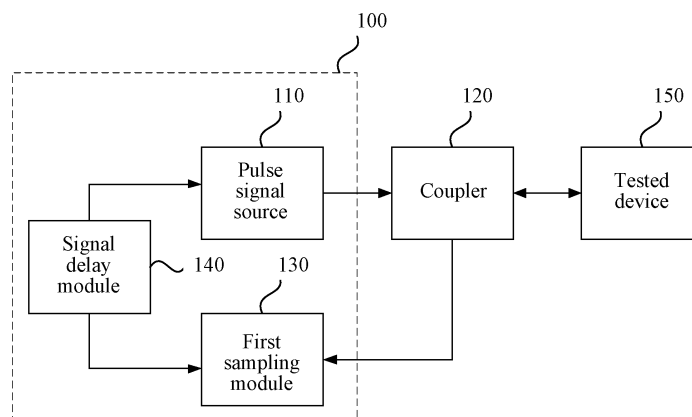 100
110
120
150
Pulse
signal
source
Coupler
Tested
device
Signal
delay
module
140
130
First
sampling
module